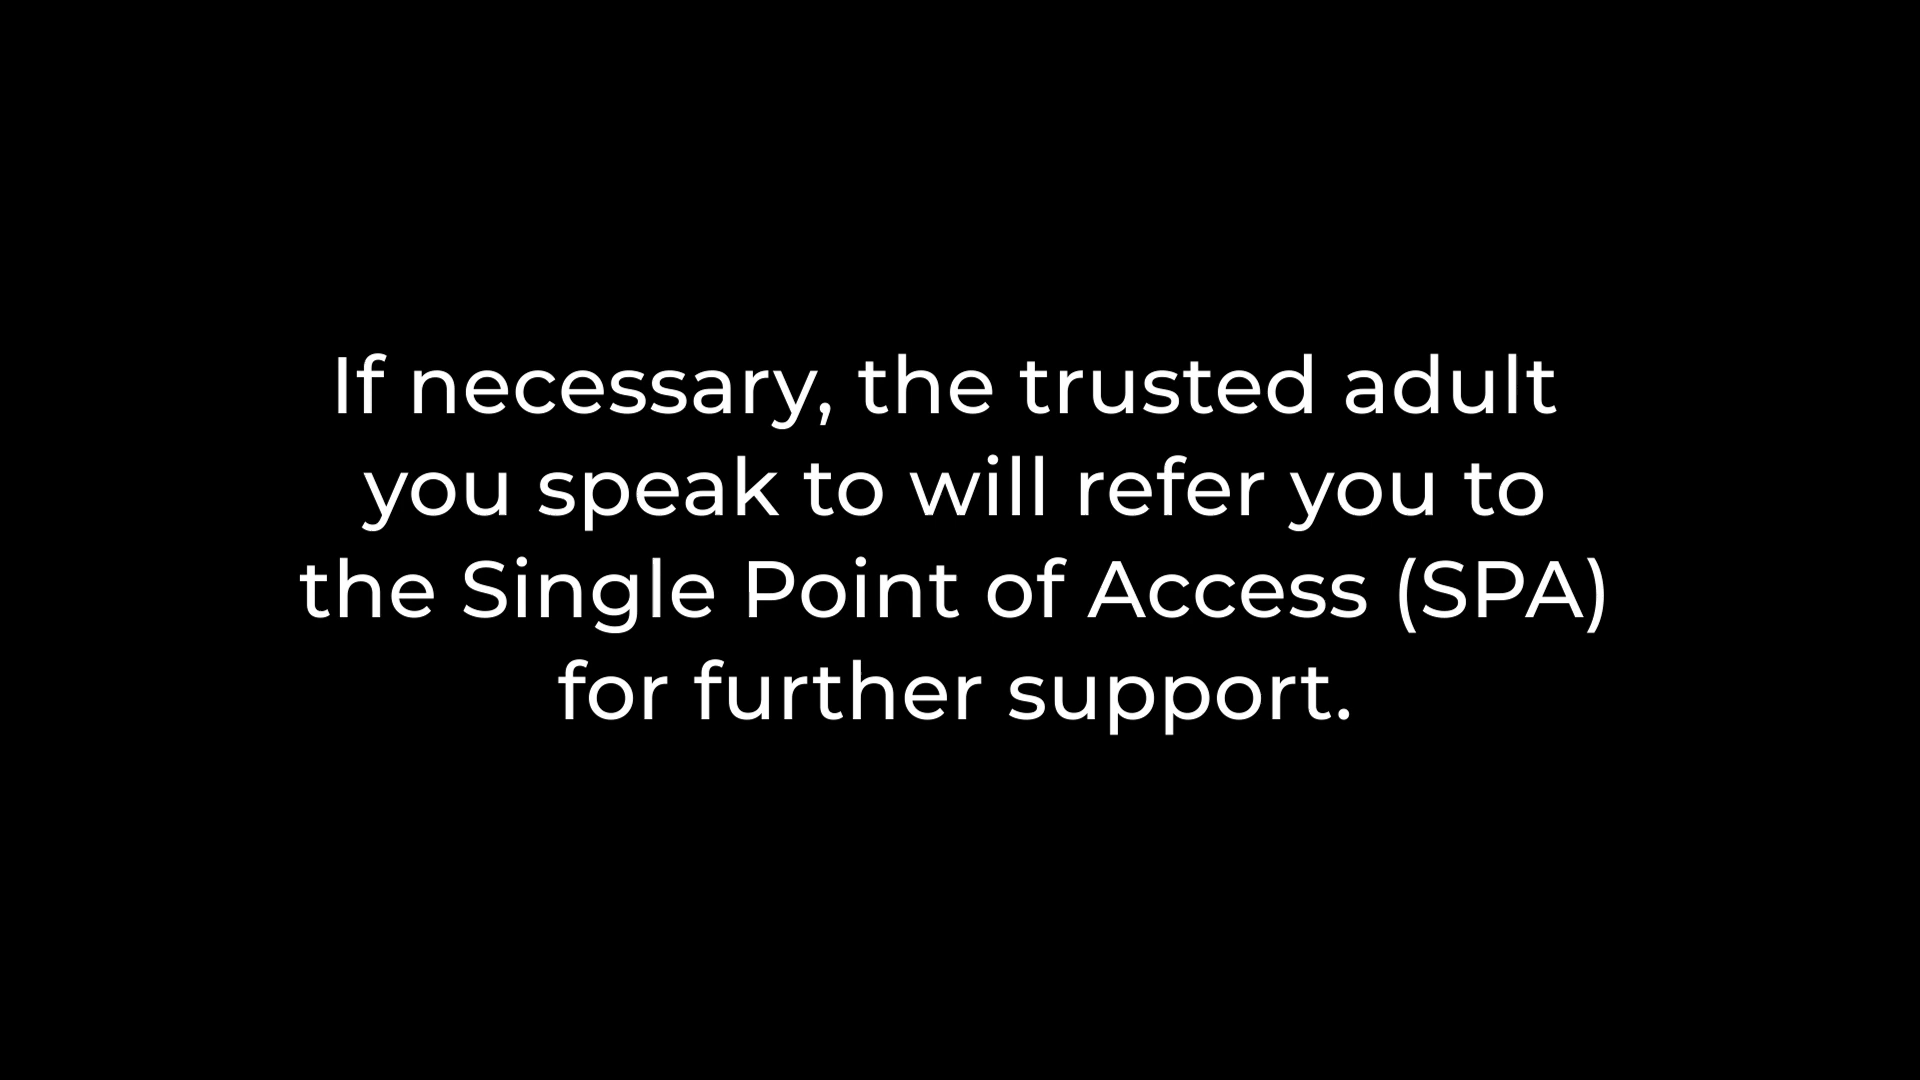 If necessary, the trusted adult
you speak to will refer you to
the Single Point of Access (SPA)
for further support.